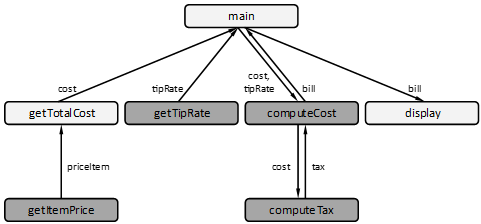 main
cost
tipRate
cost,
tipRate
bill
bill
getTotalCost
getTipRate
computeCost
display
priceItem
cost
tax
getItemPrice
computeTax